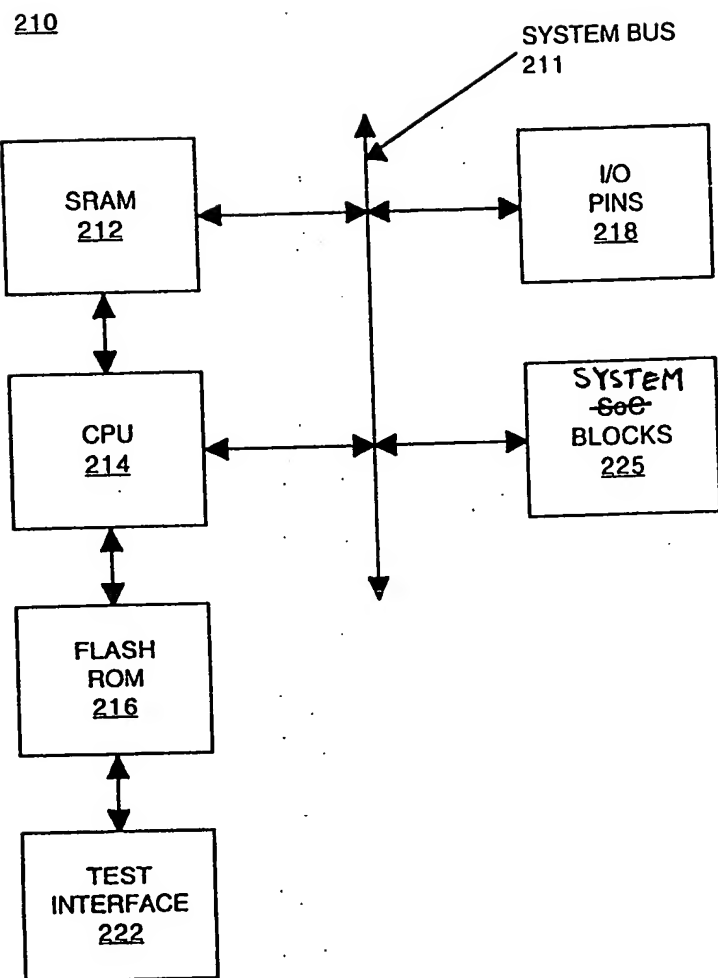 210
SYSTEM BUS
211
SRAM
212
I/O
PINS
218
CPU
214
SYSTEM
SoC
BLOCKS
225
FLASH
ROM
216
TEST
INTERFACE
222